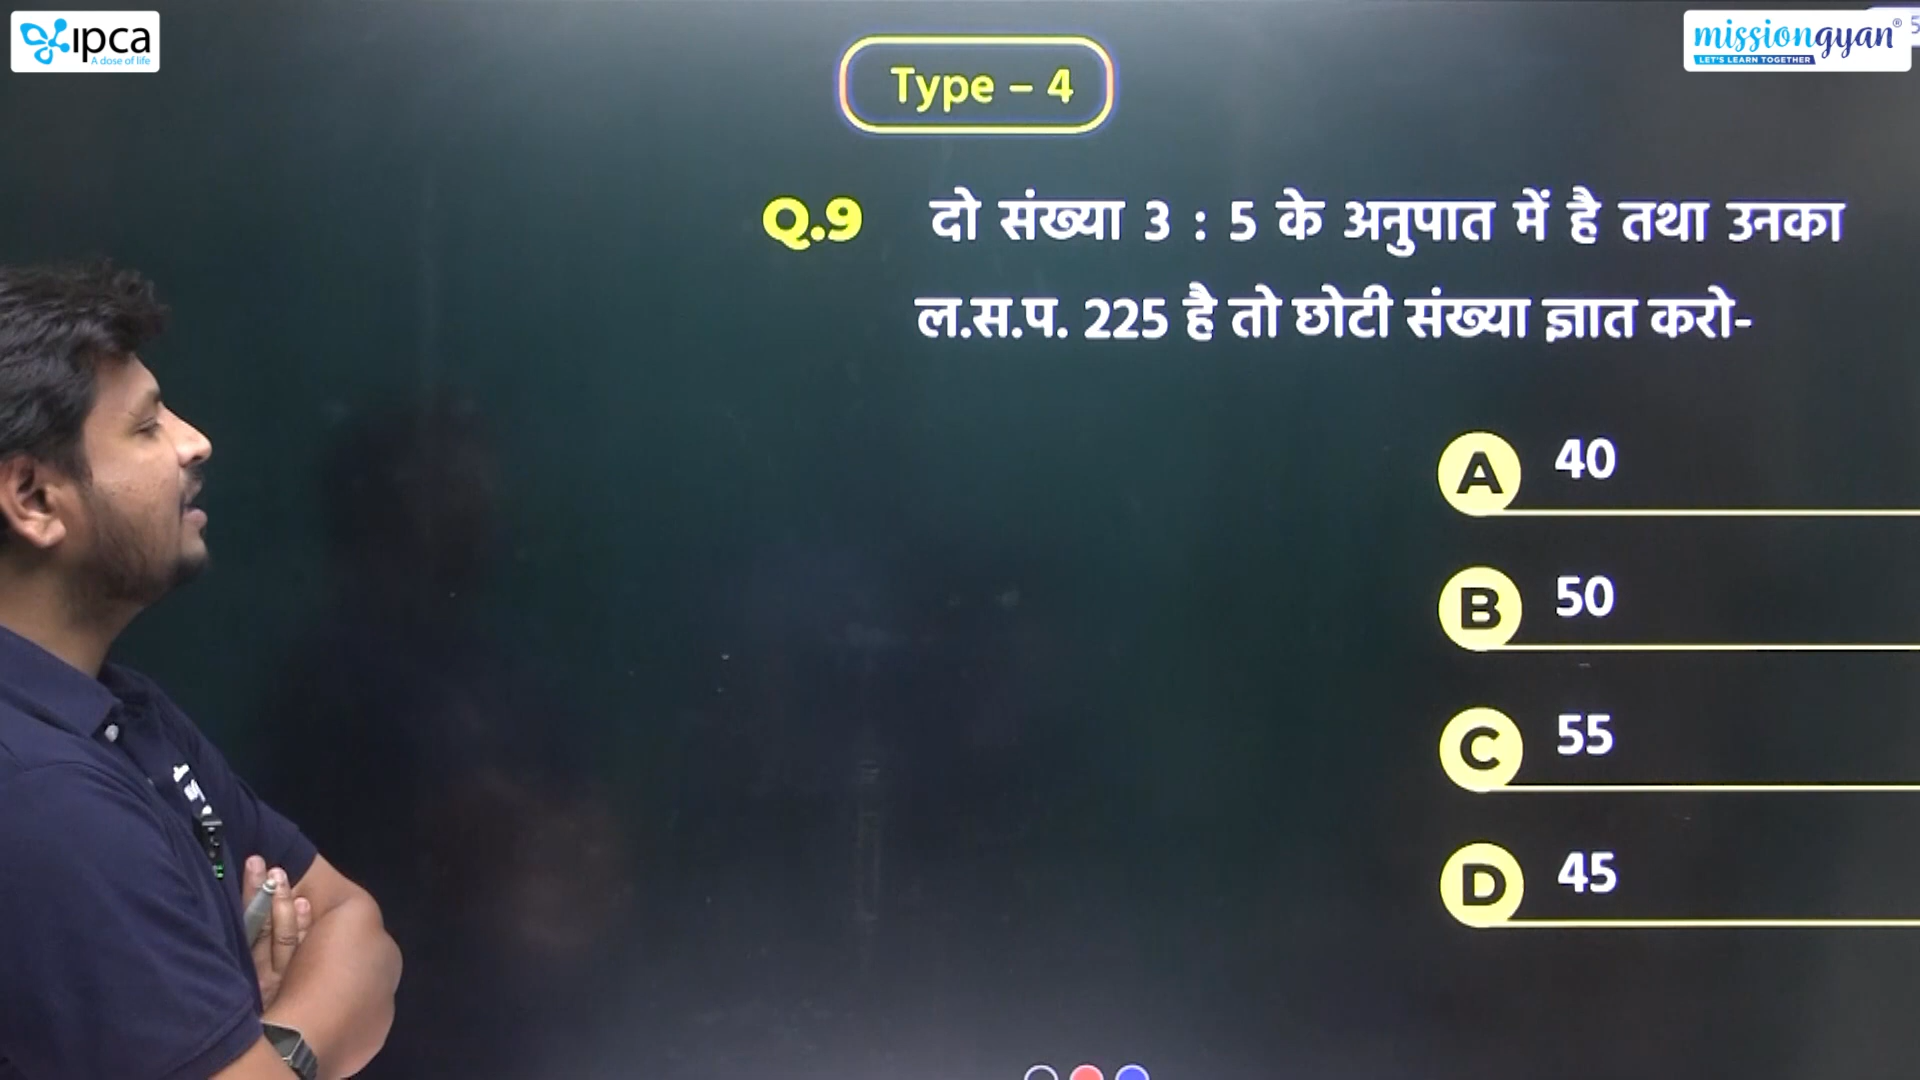 ipca
A dose of life
missiongyan®
LET'S LEARN TOGETHER
Type – 4
Q.9 दो संख्या 3 : 5 के अनुपात में है तथा उनका
ल.स.प. 225 है तो छोटी संख्या ज्ञात करो-
A 40
B 50
C 55
D 45